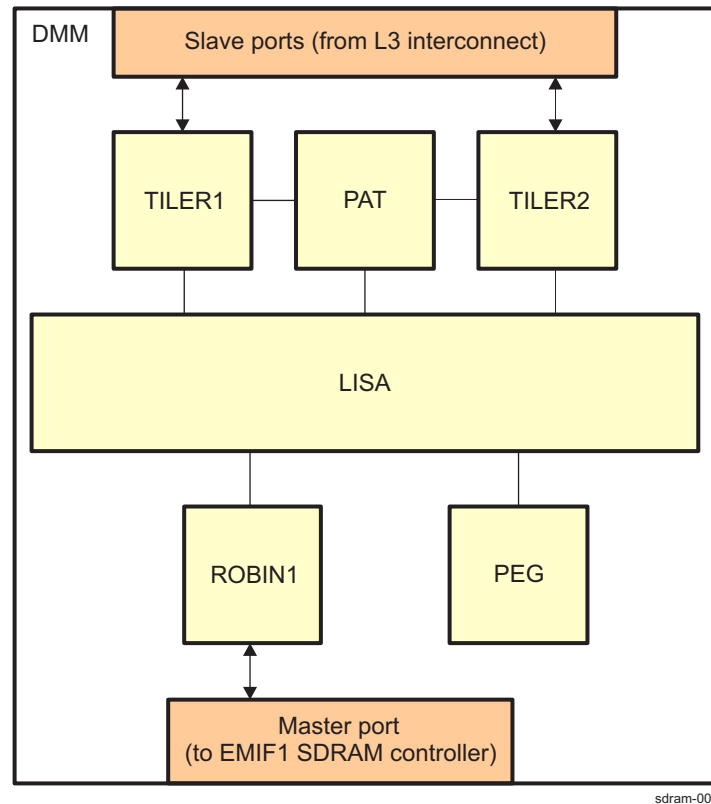 DMM
Slave ports (from L3 interconnect)
TILER1
PAT
TILER2
LISA
ROBIN1
PEG
Master port
(to EMIF1 SDRAM controller)
sdram-00